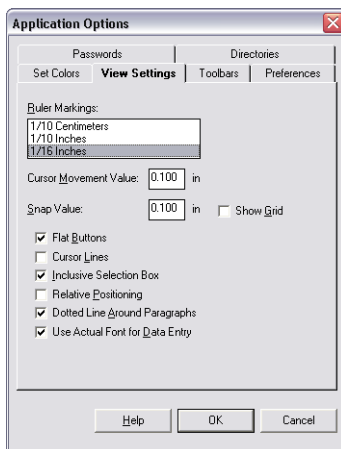 Application Options
Passwords Directories
Set Colors View Settings Toolbars Preferences
Ruler Markings:
1/10 Centimeters
1/10 Inches
1/16 Inches
Cursor Movement Value: 0.100 in
Snap Value: 0.100 in Show Grid
Flat Buttons
Cursor Lines
Inclusive Selection Box
Relative Positioning
Dotted Line Around Paragraphs
Use Actual Font for Data Entry
Help OK Cancel